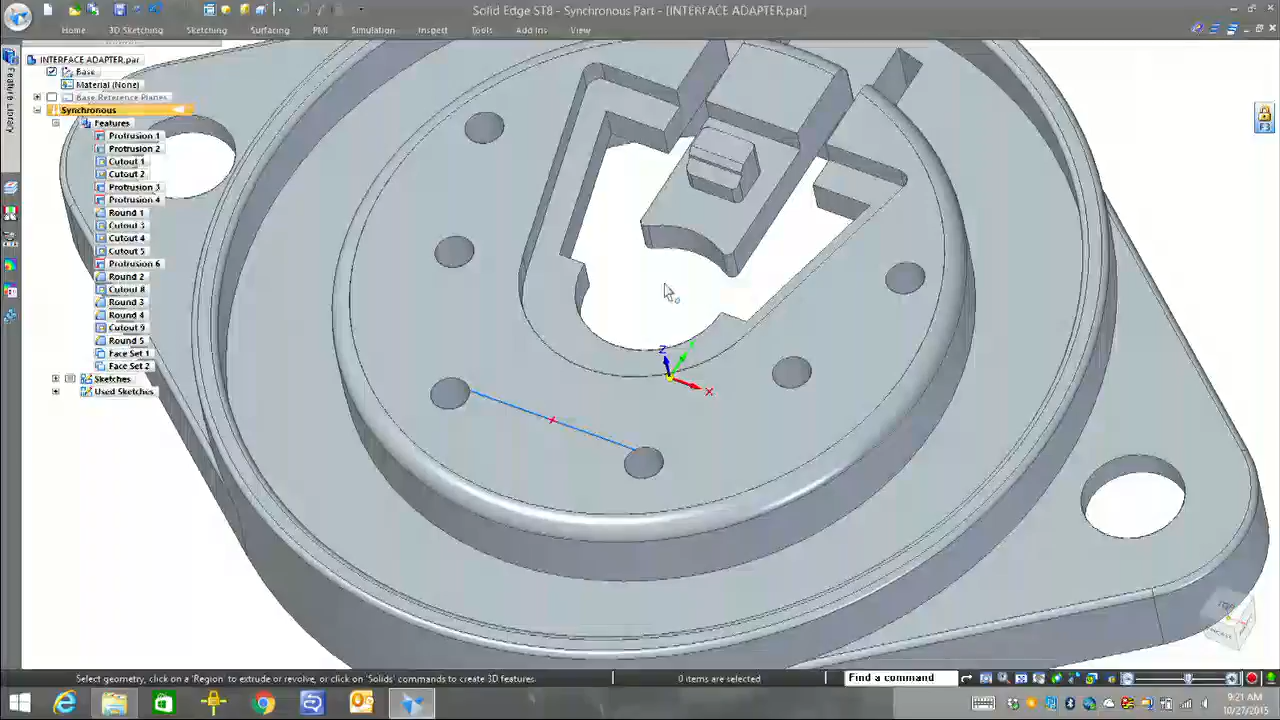 Solid Edge ST8 - Synchronous Part - [INTERFACE ADAPTER.par]
Home 3D Sketching Sketching Surfacing PMI Simulation Inspect Tools Add Ins View
Feature Library
INTERFACE ADAPTER.par
Base
Material (None)
Base Reference Planes
Synchronous
Features
Protrusion 1
Protrusion 2
Cutout 1
Cutout 2
Protrusion 3
Protrusion 4
Round 1
Cutout 3
Cutout 4
Cutout 5
Protrusion 6
Round 2
Cutout 8
Round 3
Round 4
Cutout 9
Round 5
Face Set 1
Face Set 2
Sketches
Used Sketches
F3
Z
X
Select geometry, click on a 'Region' to extrude or revolve, or click on 'Solids' commands to create 3D features.
0 items are selected
Find a command
9:21 AM
10/27/2015